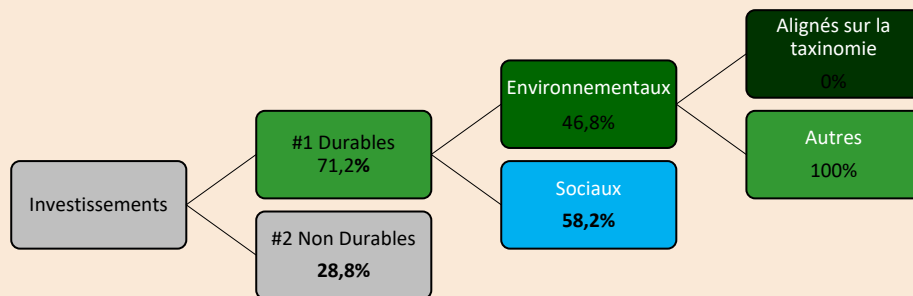 Investissements
#1 Durables
71,2%
#2 Non Durables
28,8%
Environnementaux
46,8%
Sociaux
58,2%
Alignés sur la
taxinomie
0%
Autres
100%